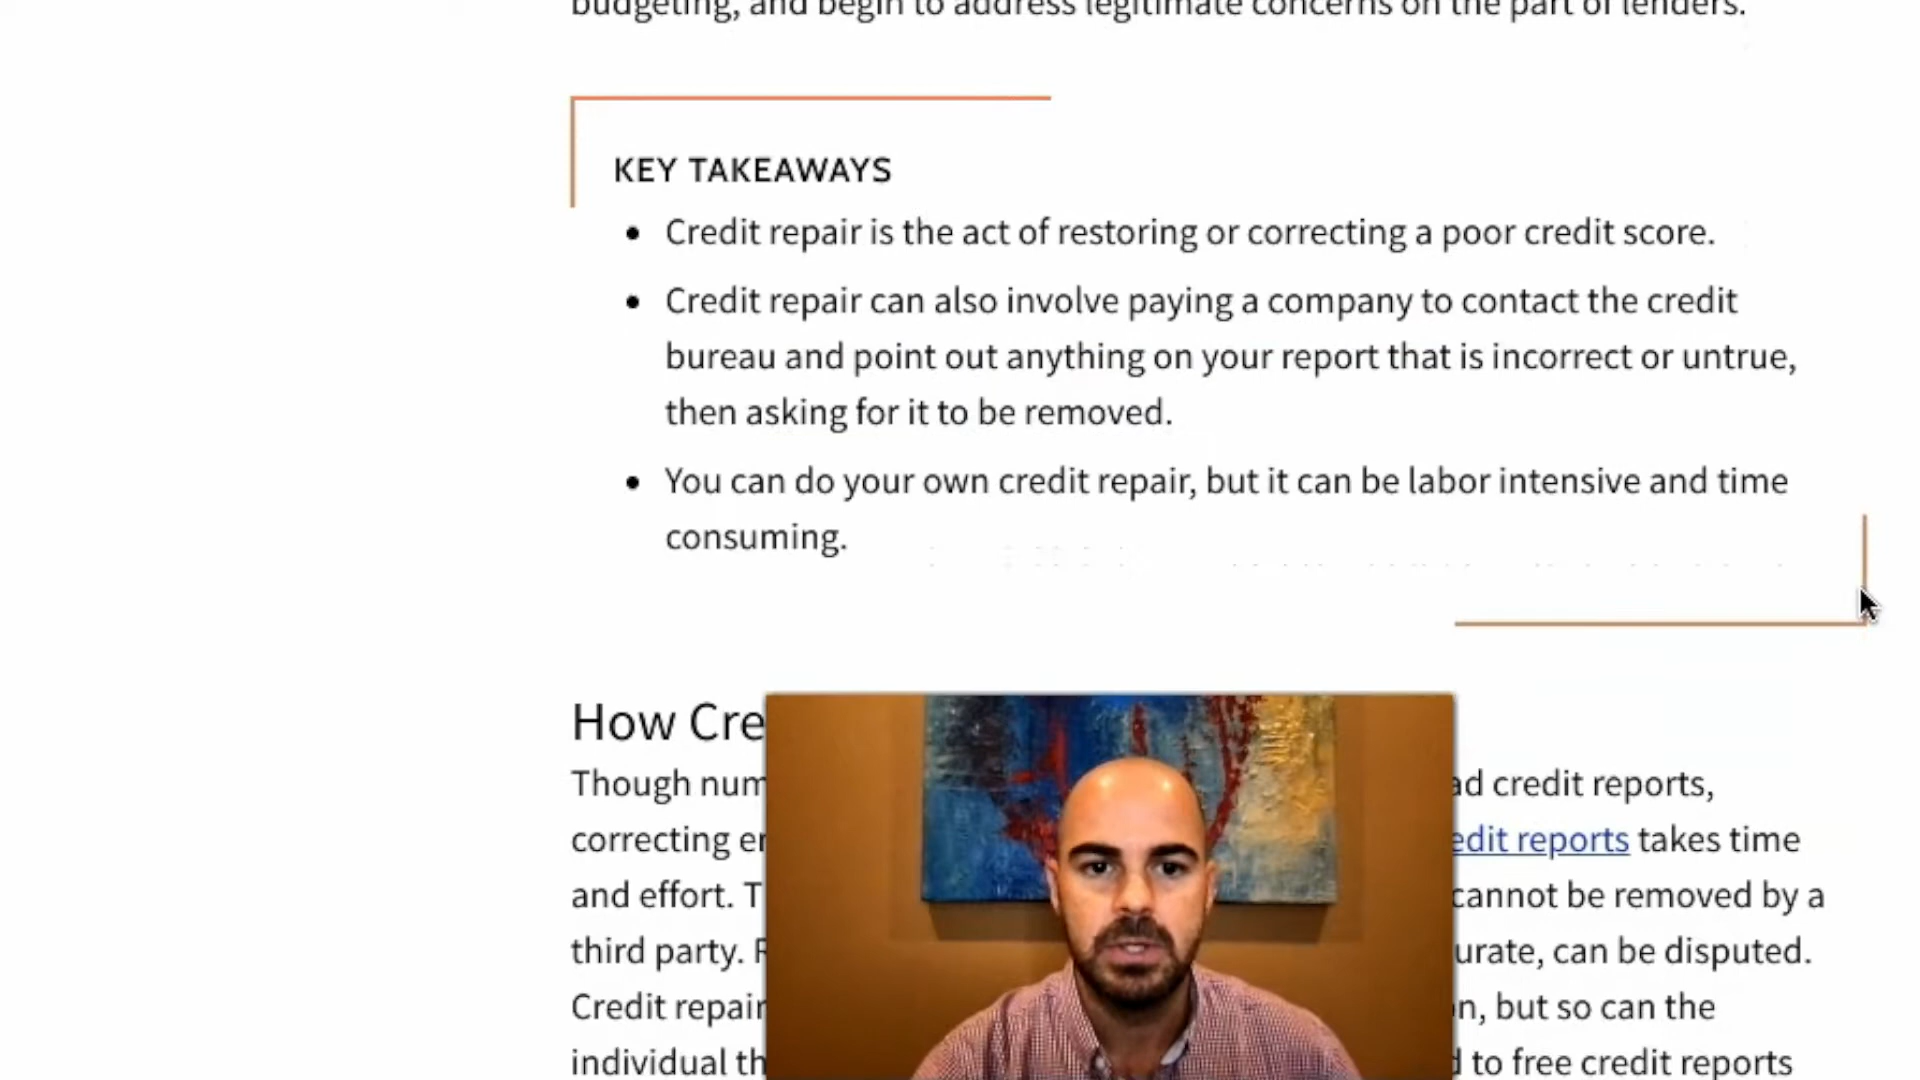 budgeting, and begin to address legitimate concerns on the part of lenders.
KEY TAKEAWAYS
• Credit repair is the act of restoring or correcting a poor credit score.
• Credit repair can also involve paying a company to contact the credit
bureau and point out anything on your report that is incorrect or untrue,
then asking for it to be removed.
• You can do your own credit repair, but it can be labor intensive and time
consuming.
How Cre
Though num
ad credit reports,
correcting er
edit reports takes time
and effort. T
cannot be removed by a
third party. R
urate, can be disputed.
Credit repair
n, but so can the
individual th
d to free credit reports